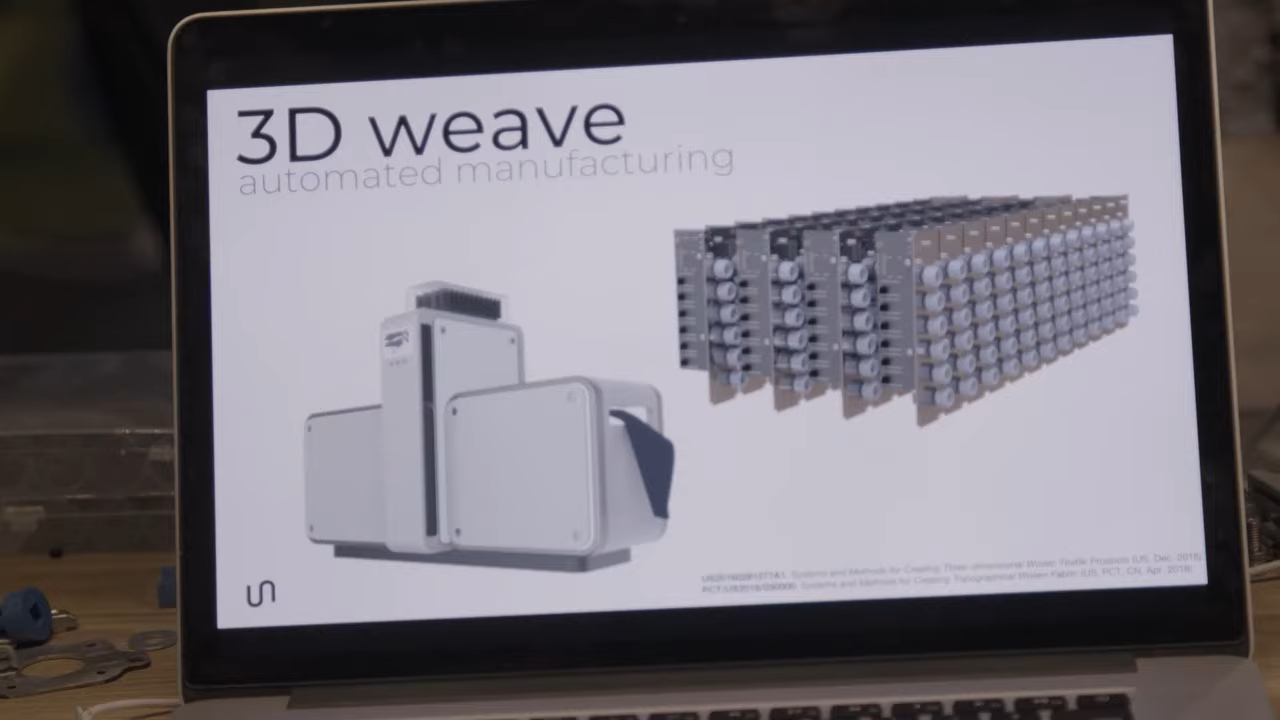 3D weave
automated manufacturing
Systems and Methods for Creating Three-dimensional Woven Textile Products (US, Dec. 2018)
Systems and Methods for Creating Topographical Woven Fabric (US, PCT, CN, Apr. 2018)
un